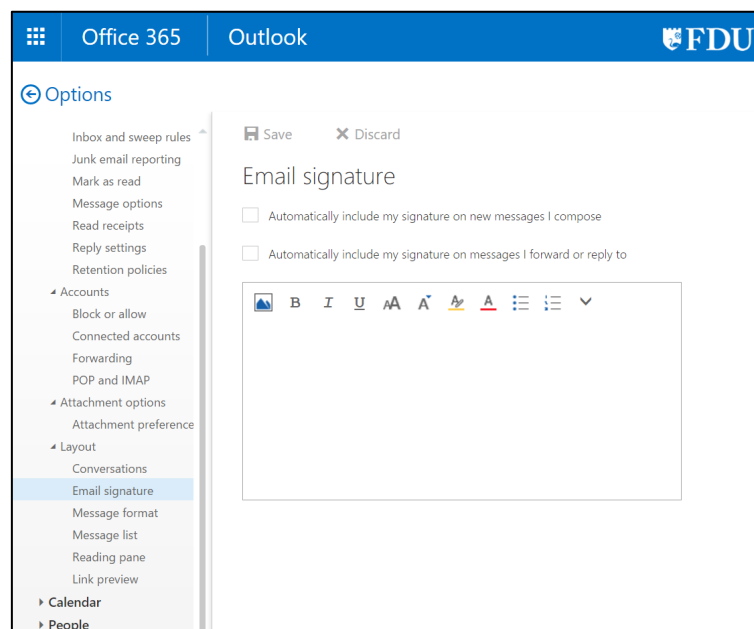 Office 365
Outlook
FDU
Options
Inbox and sweep rules
Junk email reporting
Mark as read
Message options
Read receipts
Reply settings
Retention policies
Accounts
Block or allow
Connected accounts
Forwarding
POP and IMAP
Attachment options
Attachment preference
Layout
Conversations
Email signature
Message format
Message list
Reading pane
Link preview
Calendar
People
Save
Discard
Email signature
Automatically include my signature on new messages I compose
Automatically include my signature on messages I forward or reply to
B I U AA A A A